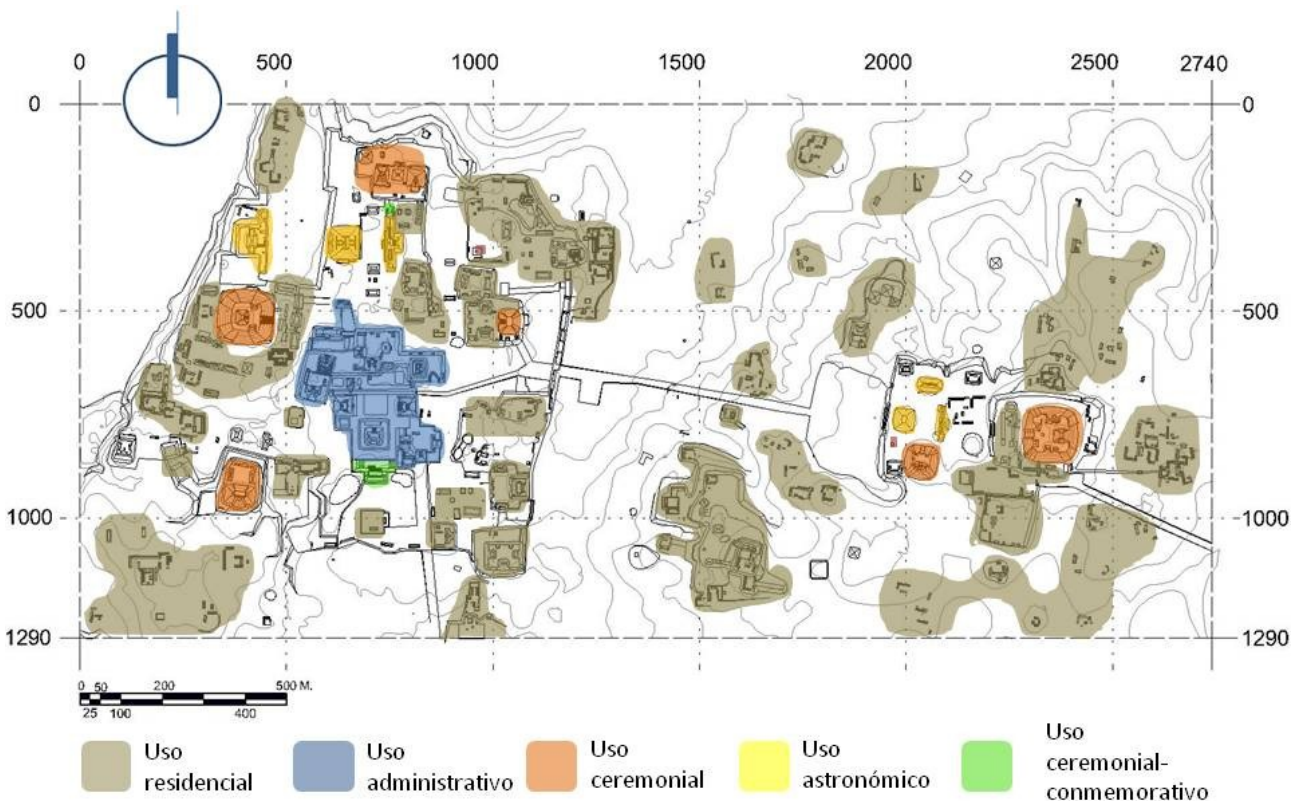 0 500 1000 1500 2000 2500 2740
0 0
500 500
1000 1000
1290 1290
0 50 200 500 M.
25 100 400
Uso
residencial
Uso
administrativo
Uso
ceremonial
Uso
astronómico
Uso
ceremonial-
conmemorativo